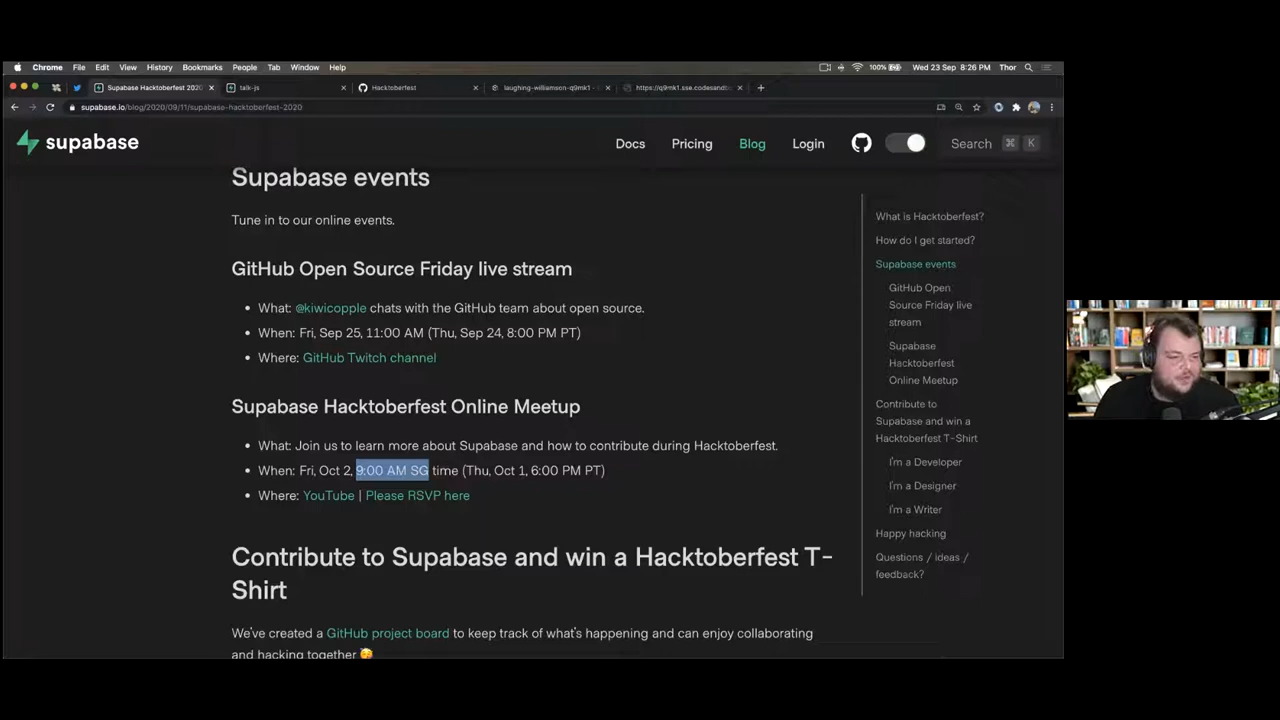 Chrome File Edit View History Bookmarks People Tab Window Help
100% Wed 23 Sep 8:26 PM Thor
Supabase Hacktoberfest 2020
talk-js
Hacktoberfest
laughing-williamson-q9mk1
https://q9mk1.sse.codesandb
supabase.io/blog/2020/09/11/supabase-hacktoberfest-2020
supabase
Docs Pricing Blog Login Search ⌘ K
Supabase events
Tune in to our online events.
GitHub Open Source Friday live stream
• What: @kiwicopple chats with the GitHub team about open source.
• When: Fri, Sep 25, 11:00 AM (Thu, Sep 24, 8:00 PM PT)
• Where: GitHub Twitch channel
Supabase Hacktoberfest Online Meetup
• What: Join us to learn more about Supabase and how to contribute during Hacktoberfest.
• When: Fri, Oct 2, 9:00 AM SG time (Thu, Oct 1, 6:00 PM PT)
• Where: YouTube | Please RSVP here
Contribute to Supabase and win a Hacktoberfest T-
Shirt
We've created a GitHub project board to keep track of what's happening and can enjoy collaborating
and hacking together 🥳
What is Hacktoberfest?
How do I get started?
Supabase events
GitHub Open
Source Friday live
stream
Supabase
Hacktoberfest
Online Meetup
Contribute to
Supabase and win a
Hacktoberfest T-Shirt
I'm a Developer
I'm a Designer
I'm a Writer
Happy hacking
Questions / ideas /
feedback?